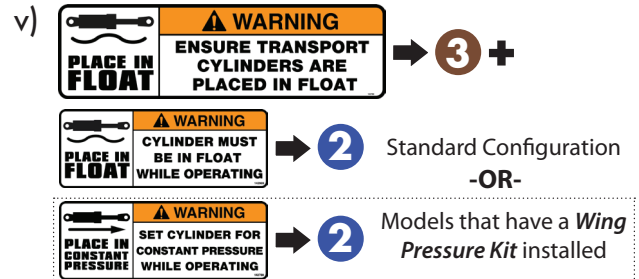 v)
PLACE IN
FLOAT
⚠ WARNING
ENSURE TRANSPORT
CYLINDERS ARE
PLACED IN FLOAT
3 +
PLACE IN
FLOAT
⚠ WARNING
CYLINDER MUST
BE IN FLOAT
WHILE OPERATING
2
Standard Configuration
-OR-
PLACE IN
CONSTANT
PRESSURE
⚠ WARNING
SET CYLINDER FOR
CONSTANT PRESSURE
WHILE OPERATING
2
Models that have a Wing
Pressure Kit installed